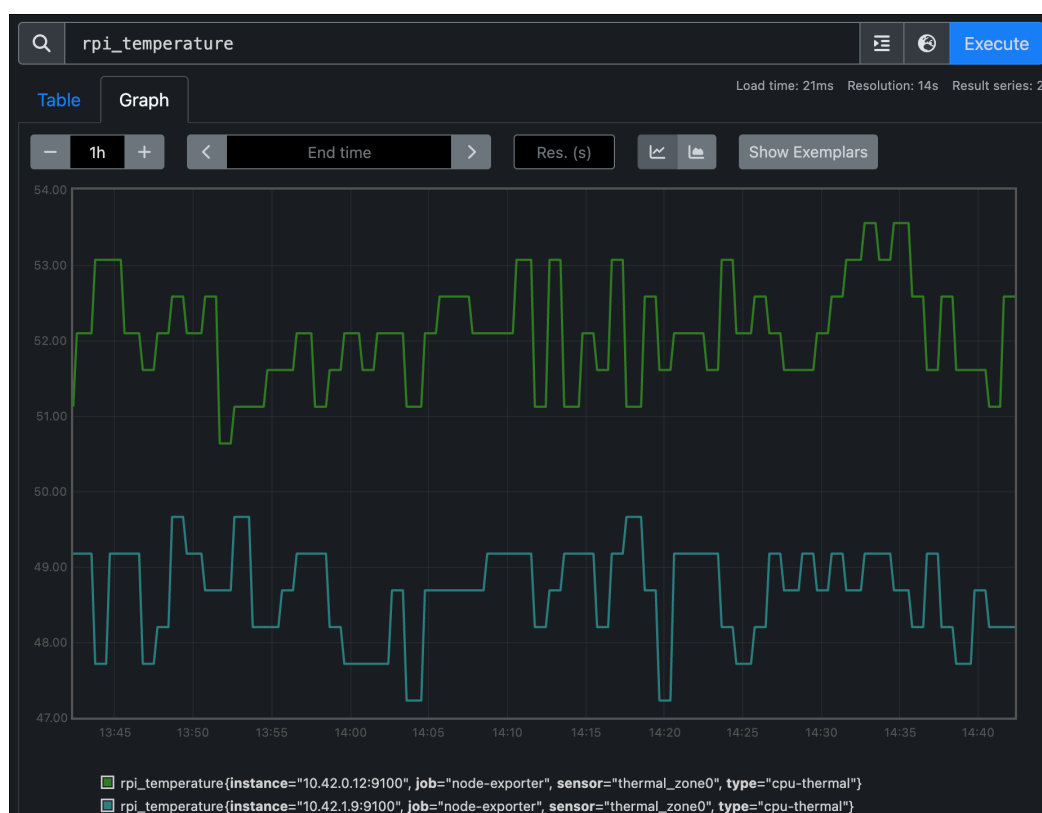 rpi_temperature
Execute
Load time: 21ms Resolution: 14s Result series: 2
Table
Graph
1h
End time
Res. (s)
Show Exemplars
54.00
53.00
52.00
51.00
50.00
49.00
48.00
47.00
13:45 13:50 13:55 14:00 14:05 14:10 14:15 14:20 14:25 14:30 14:35 14:40
rpi_temperature{instance="10.42.0.12:9100", job="node-exporter", sensor="thermal_zone0", type="cpu-thermal"}
rpi_temperature{instance="10.42.1.9:9100", job="node-exporter", sensor="thermal_zone0", type="cpu-thermal"}